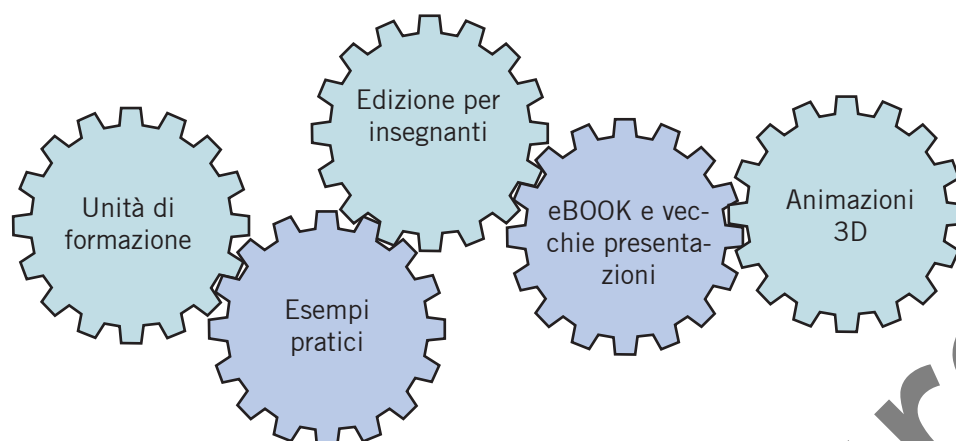 Unità di
formazione
Esempi
pratici
Edizione per
insegnanti
eBOOK e vec-
chie presenta-
zioni
Animazioni
3D